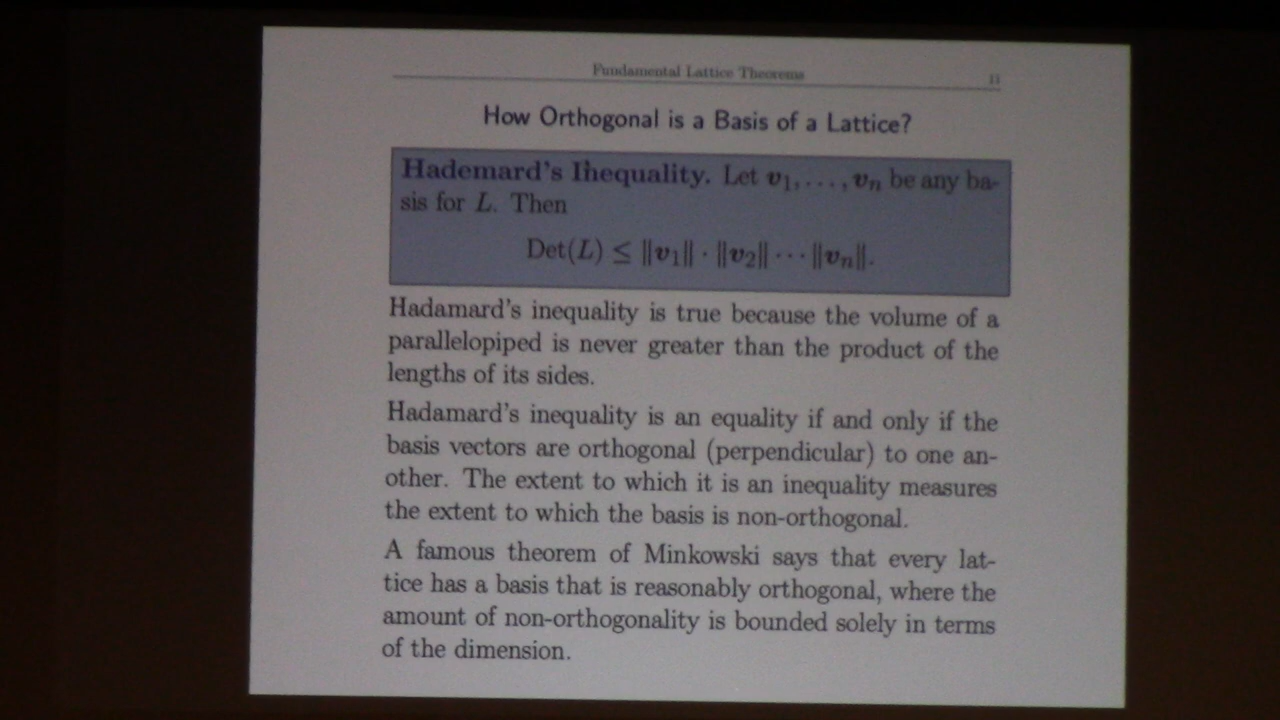 Fundamental Lattice Theorems 11
How Orthogonal is a Basis of a Lattice?
Hademard's Inequality. Let v₁, . . . , vₙ be any ba-
sis for L. Then
Det(L) ≤ ‖v₁‖ · ‖v₂‖ · · · ‖vₙ‖.
Hadamard's inequality is true because the volume of a
parallelopiped is never greater than the product of the
lengths of its sides.
Hadamard's inequality is an equality if and only if the
basis vectors are orthogonal (perpendicular) to one an-
other. The extent to which it is an inequality measures
the extent to which the basis is non-orthogonal.
A famous theorem of Minkowski says that every lat-
tice has a basis that is reasonably orthogonal, where the
amount of non-orthogonality is bounded solely in terms
of the dimension.